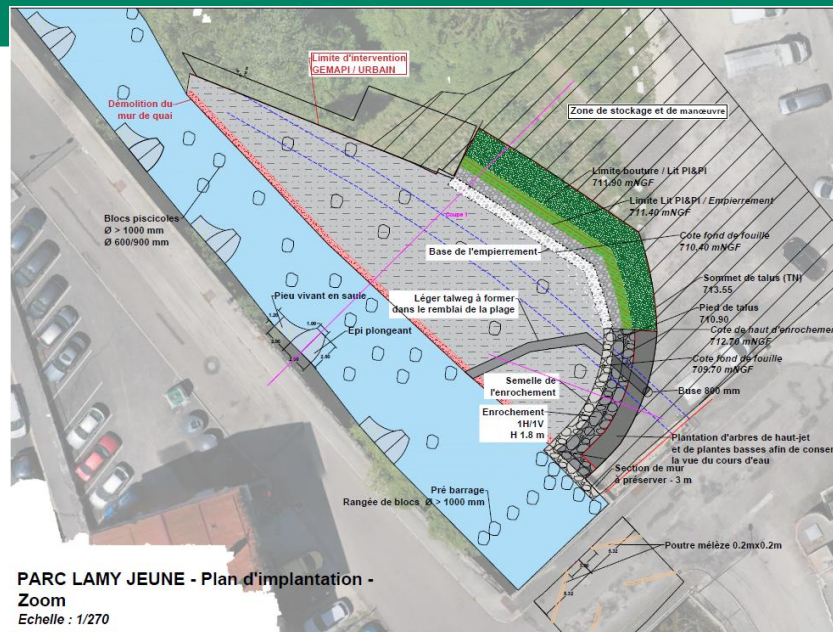 Limite d'intervention
GEMAPI / URBAIN
Démolition du
mur de quai
Zone de stockage et de manœuvre
Limite bouture / Lit PI&PI
711.90 mNGF
Limite Lit PI&PI / Empierrement
711.40 mNGF
Blocs piscicoles
Ø > 1000 mm
Ø 600/900 mm
Coupe 1
Cote fond de fouille
710.40 mNGF
Base de l'empierrement
Sommet de talus (TN)
713.55
Pieu vivant en saule
Léger talweg à former
dans le remblai de la plage
Pied de talus
710.90
Epi plongeant
Cote de haut d'enrochemen
712.70 mNGF
Cote fond de fouille
709.70 mNGF
Semelle de
l'enrochement
Buse 800 mm
Enrochement
1H/1V
H 1.8 m
Plantation d'arbres de haut-jet
et de plantes basses afin de conser
la vue du cours d'eau
Section de mur
à préserver - 3 m
Pré barrage
Rangée de blocs Ø > 1000 mm
Poutre mélèze 0.2mx0.2m
PARC LAMY JEUNE - Plan d'implantation -
Zoom
Echelle : 1/270